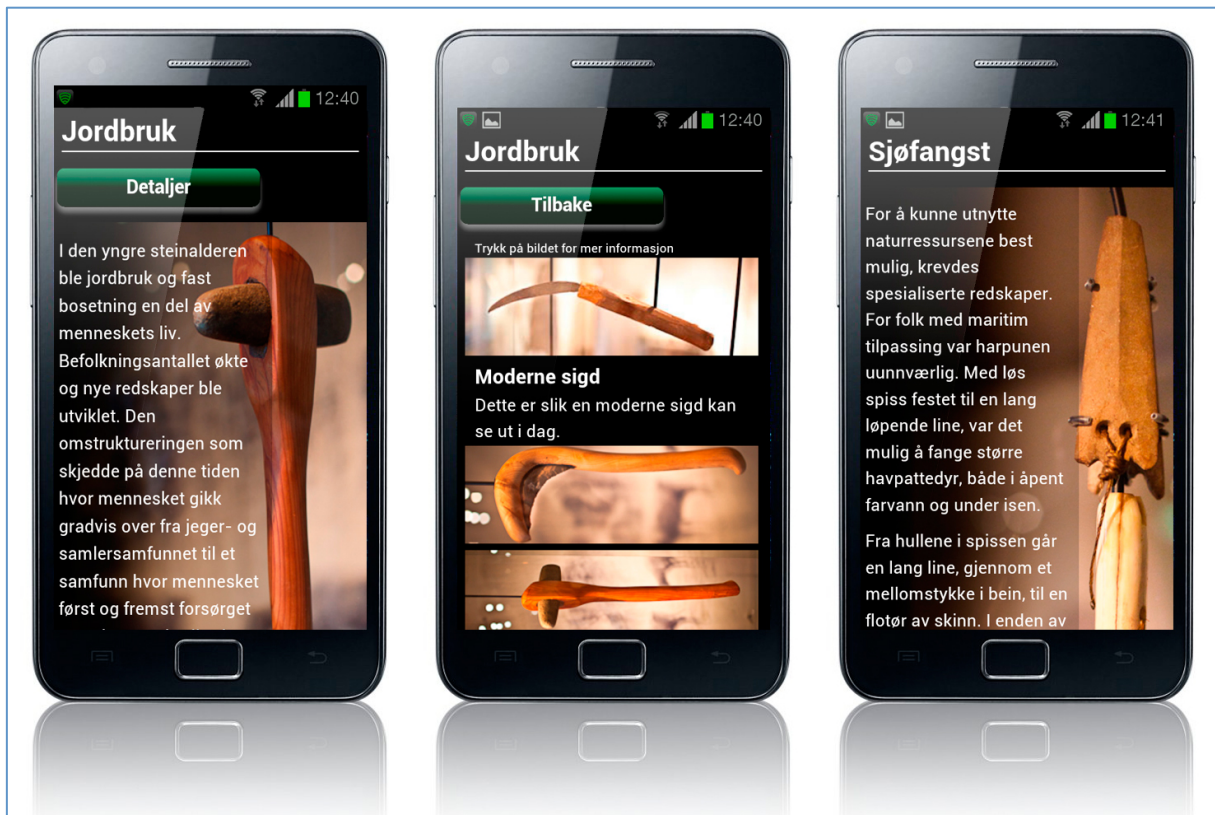 12:40
Jordbruk
Detaljer
I den yngre steinalderen
ble jordbruk og fast
bosetning en del av
menneskets liv.
Befolkningsantallet økte
og nye redskaper ble
utviklet. Den
omstruktureringen som
skjedde på denne tiden
hvor mennesket gikk
gradvis over fra jeger- og
samlersamfunnet til et
samfunn hvor mennesket
først og fremst forsørget
12:40
Jordbruk
Tilbake
Trykk på bildet for mer informasjon
Moderne sigd
Dette er slik en moderne sigd kan
se ut i dag.
12:41
Sjøfangst
For å kunne utnytte
naturressursene best
mulig, krevdes
spesialiserte redskaper.
For folk med maritim
tilpassing var harpunen
uunnværlig. Med løs
spiss festet til en lang
løpende line, var det
mulig å fange større
havpattedyr, både i åpent
farvann og under isen.
Fra hullene i spissen går
en lang line, gjennom et
mellomstykke i bein, til en
flotør av skinn. I enden av